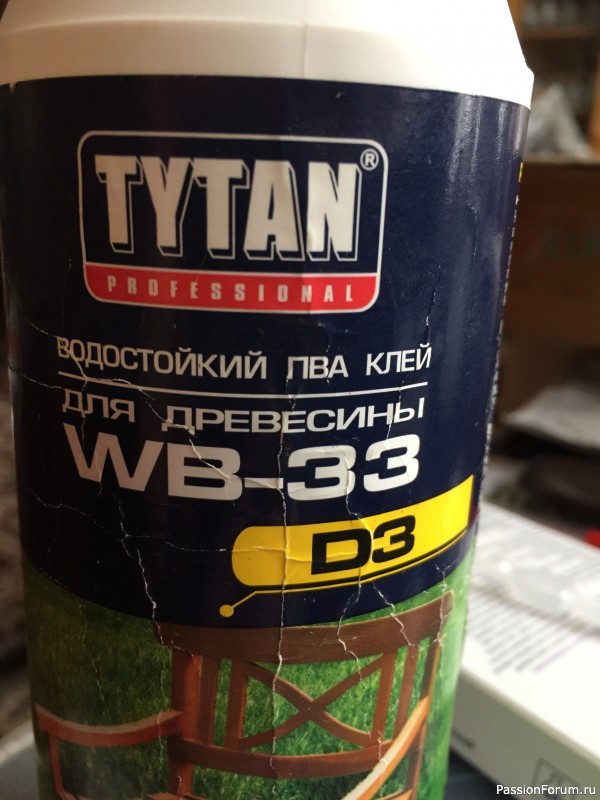 TYTAN®
PROFESSIONAL
ВОДОСТОЙКИЙ ПВА КЛЕЙ
ДЛЯ ДРЕВЕСИНЫ
WB-33
D3
PassionForum.ru